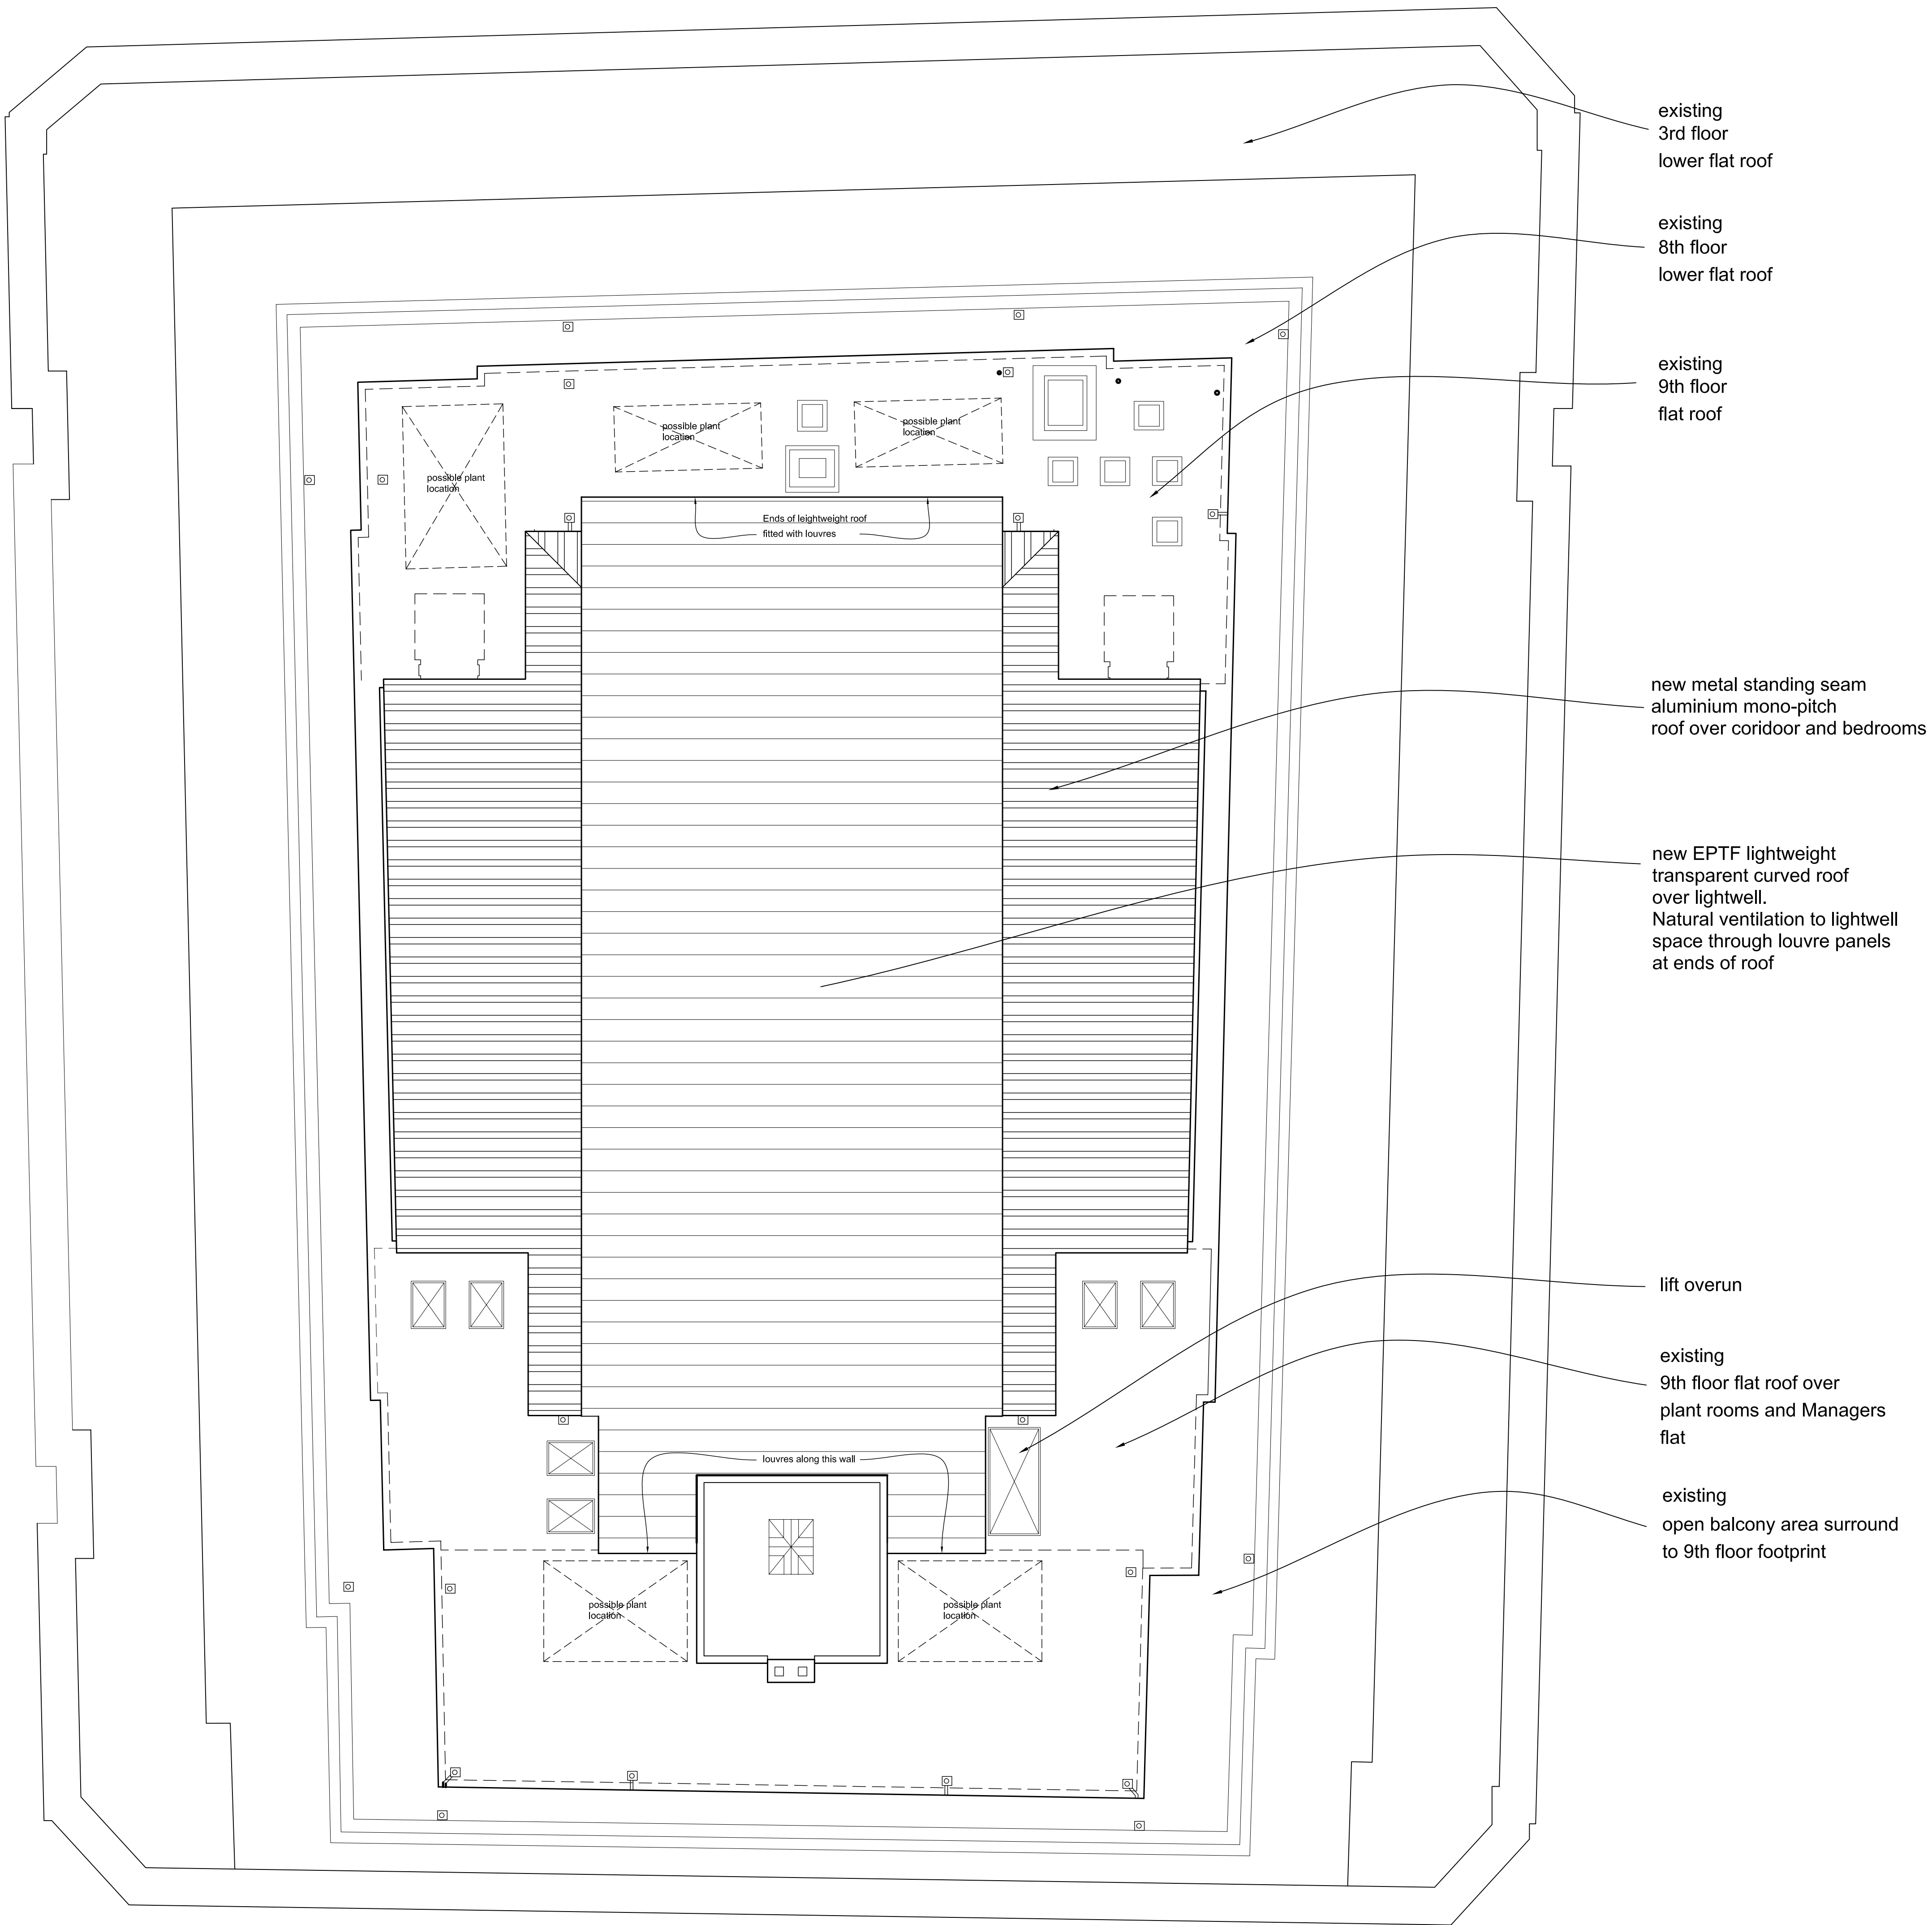 existing
3rd floor
lower flat roof
existing
8th floor
lower flat roof
existing
9th floor
flat roof
possible plant
location
possible plant
location
possible plant
location
Ends of leightweight roof
fitted with louvres
new metal standing seam
aluminium mono-pitch
roof over coridoor and bedrooms
new EPTF lightweight
transparent curved roof
over lightwell.
Natural ventilation to lightwell
space through louvre panels
at ends of roof
lift overun
existing
9th floor flat roof over
plant rooms and Managers
flat
louvres along this wall
existing
open balcony area surround
to 9th floor footprint
possible plant
location
possible plant
location